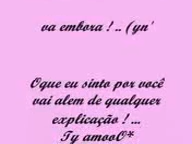 va embora ! .. ( yn'
Oque eu sinto por você
vai alem de qualquer
explicação ! ...
Ty amooO*